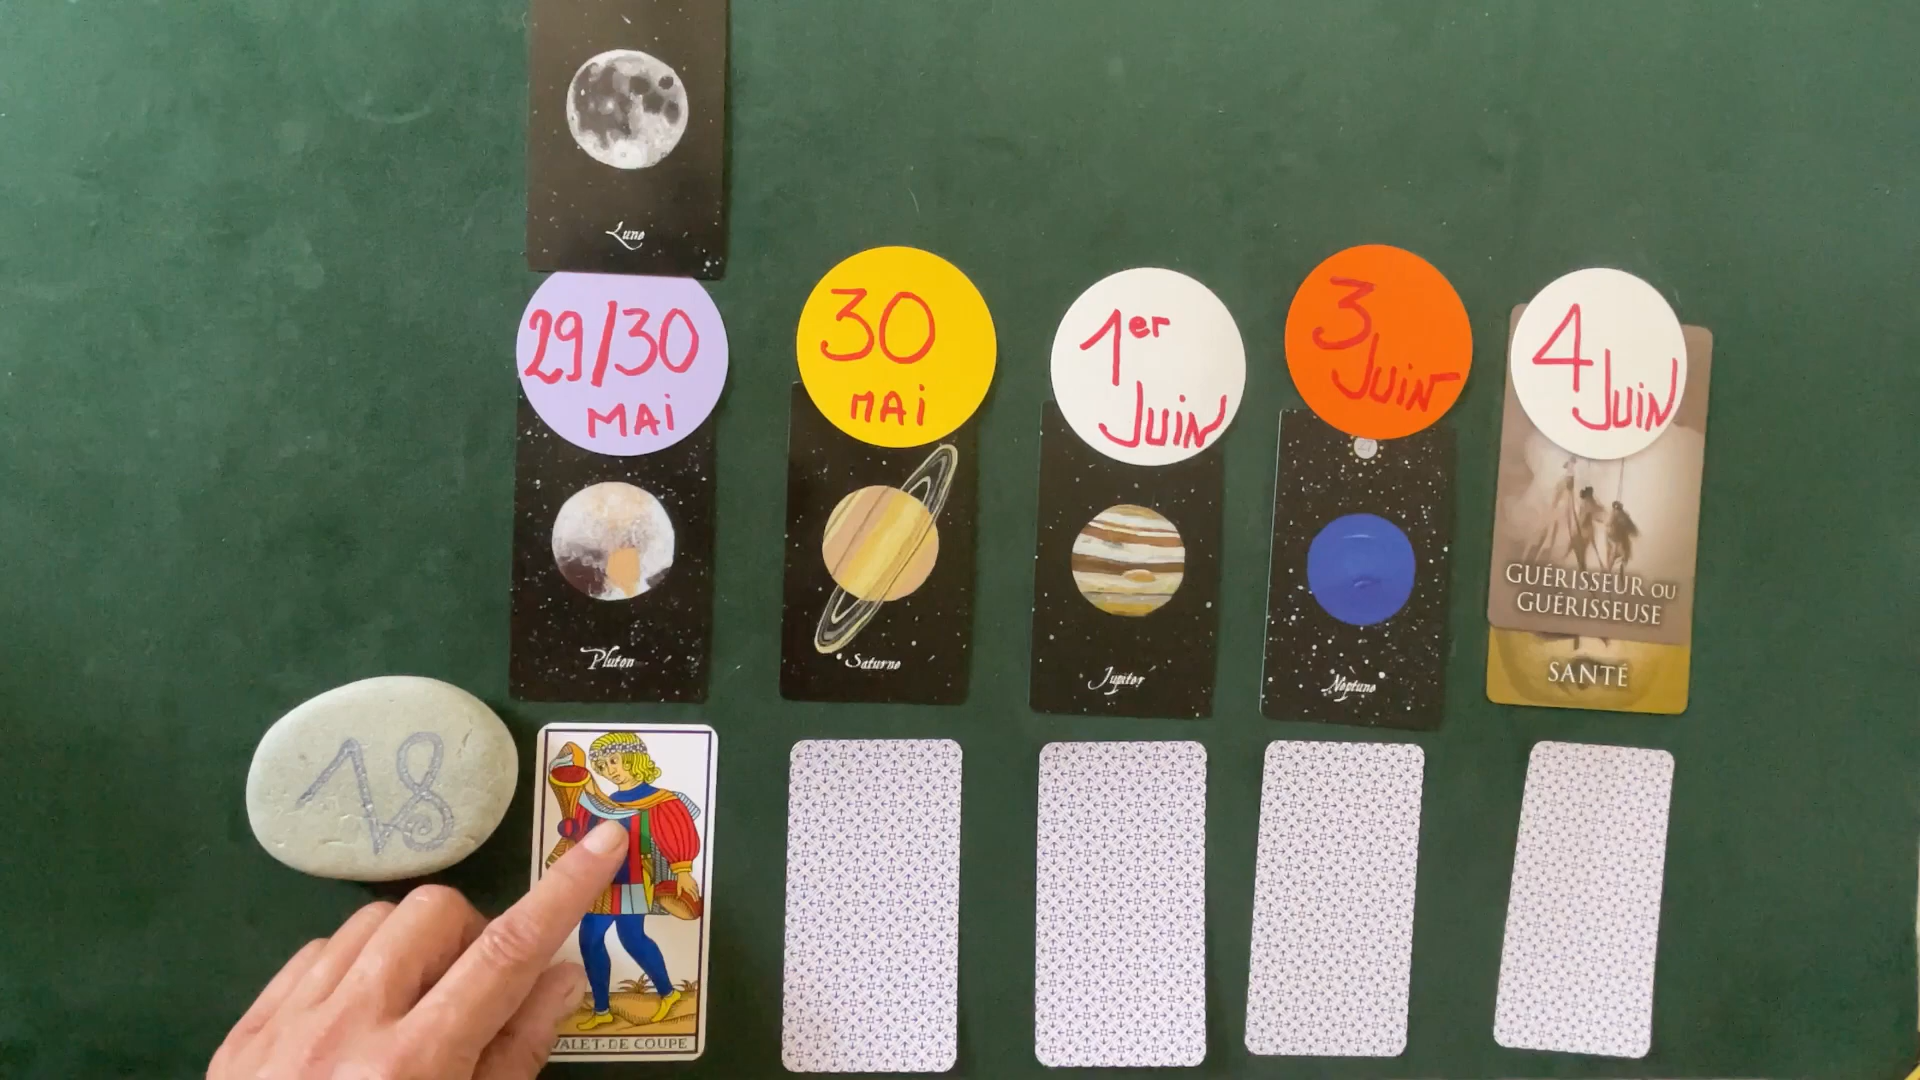 Lune
29/30
MAI
30
MAI
1er
JUIN
3
JUIN
4
JUIN
Pluton
Saturne
Jupiter
Neptune
GUÉRISSEUR OU
GUÉRISSEUSE
SANTÉ
18
VALET·DE COUPE